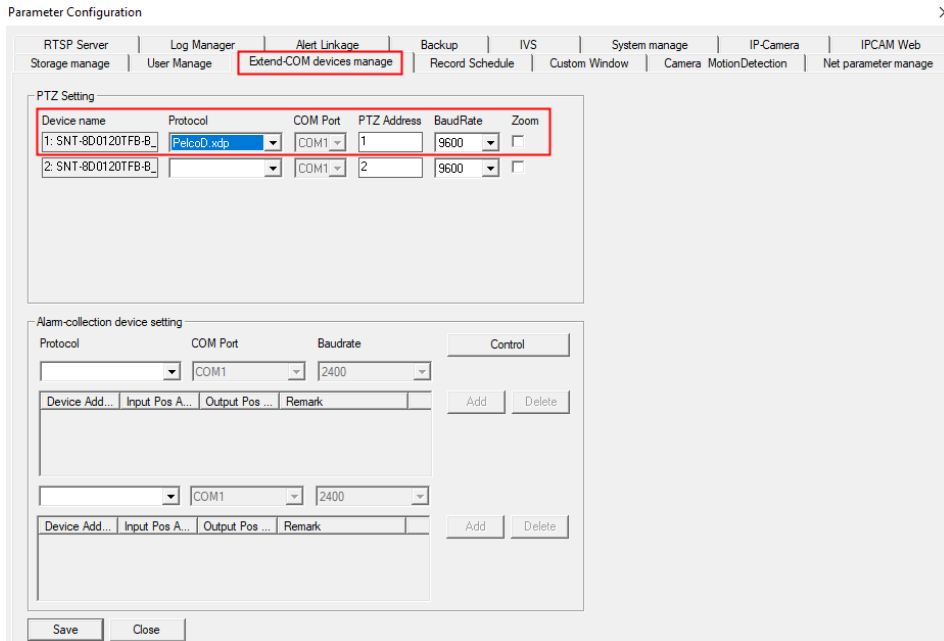 Parameter Configuration
RTSP Server Log Manager Alert Linkage Backup IVS System manage IP-Camera IPCAM Web
Storage manage User Manage Extend-COM devices manage Record Schedule Custom Window Camera MotionDetection Net parameter manage
PTZ Setting
Device name Protocol COM Port PTZ Address BaudRate Zoom
1: SNT-8D0120TFB-B_ PelcoD.xdp COM1 1 9600
2: SNT-8D0120TFB-B_ COM1 2 9600
Alarm-collection device setting
Protocol COM Port Baudrate Control
COM1 2400
Device Add... Input Pos A... Output Pos ... Remark Add Delete
COM1 2400
Device Add... Input Pos A... Output Pos ... Remark Add Delete
Save Close